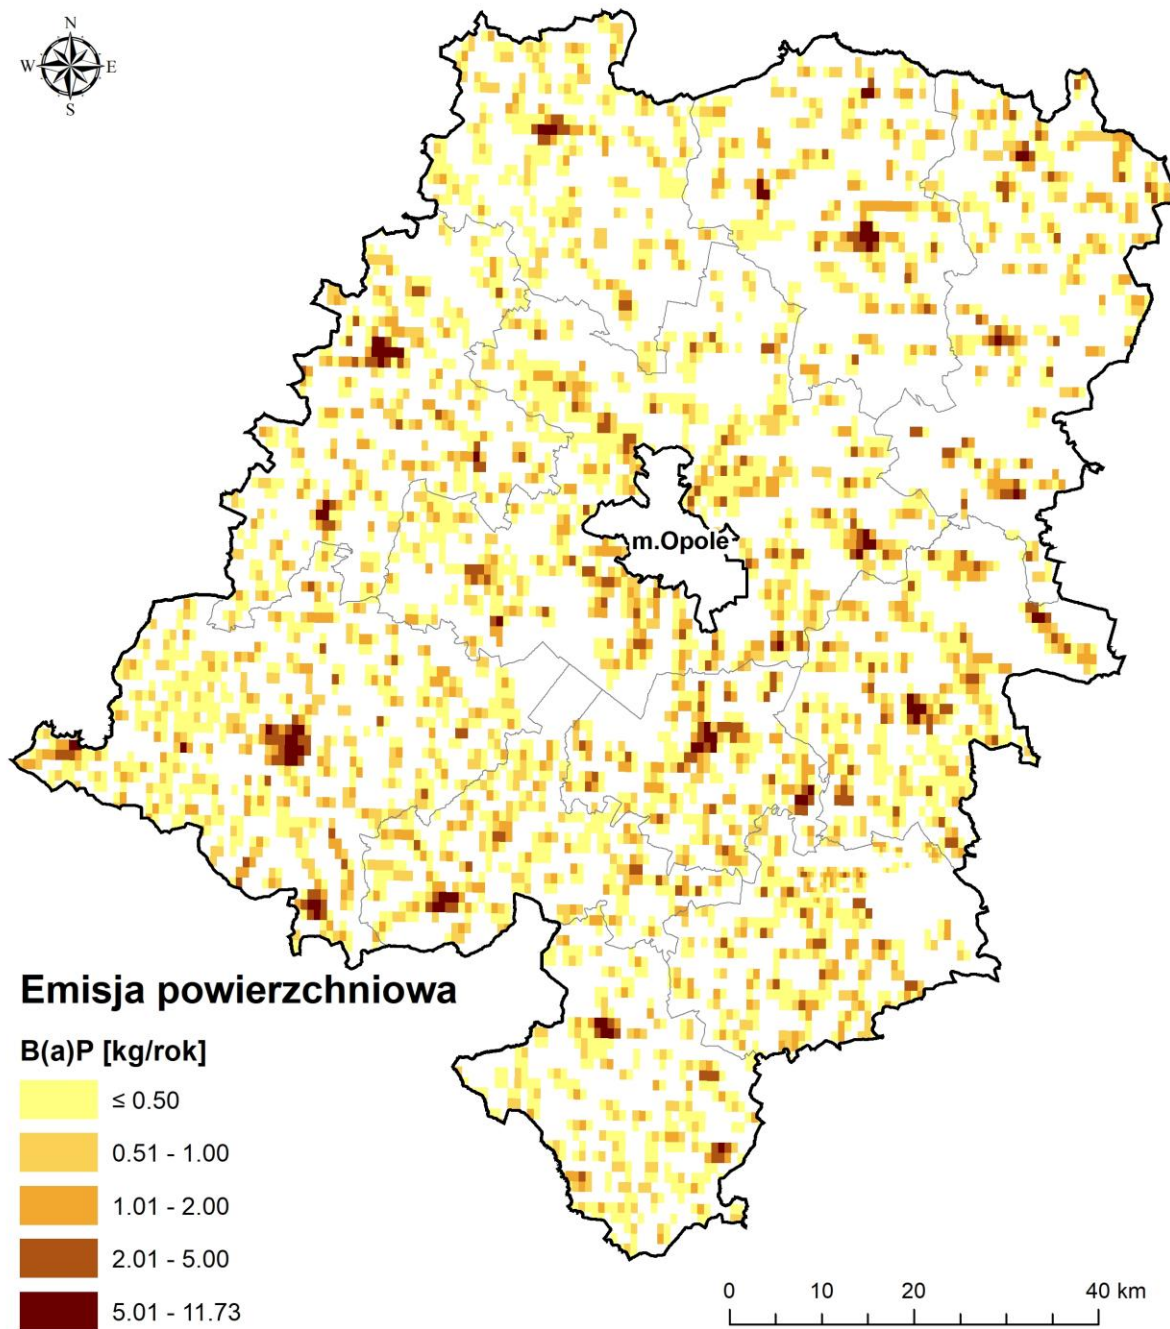 N
W E
S
m.Opole
Emisja powierzchniowa
B(a)P [kg/rok]
≤ 0.50
0.51 - 1.00
1.01 - 2.00
2.01 - 5.00
5.01 - 11.73
0 10 20 40 km